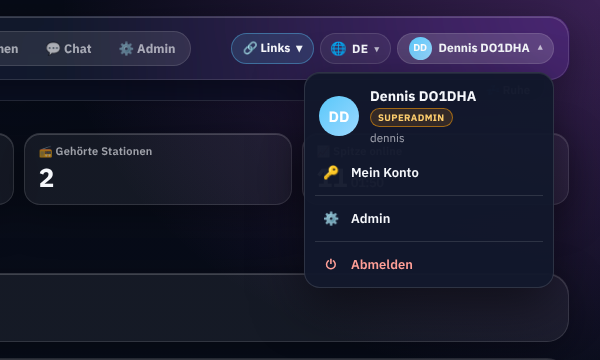 nen 💬 Chat ⚙️ Admin 🔗 Links ▾ 🌐 DE ▾ DD Dennis DO1DHA ▴
Dennis DO1DHA
DD SUPERADMIN
dennis
📻 Gehörte Stationen
2
🔑 Mein Konto
⚙️ Admin
⏻ Abmelden